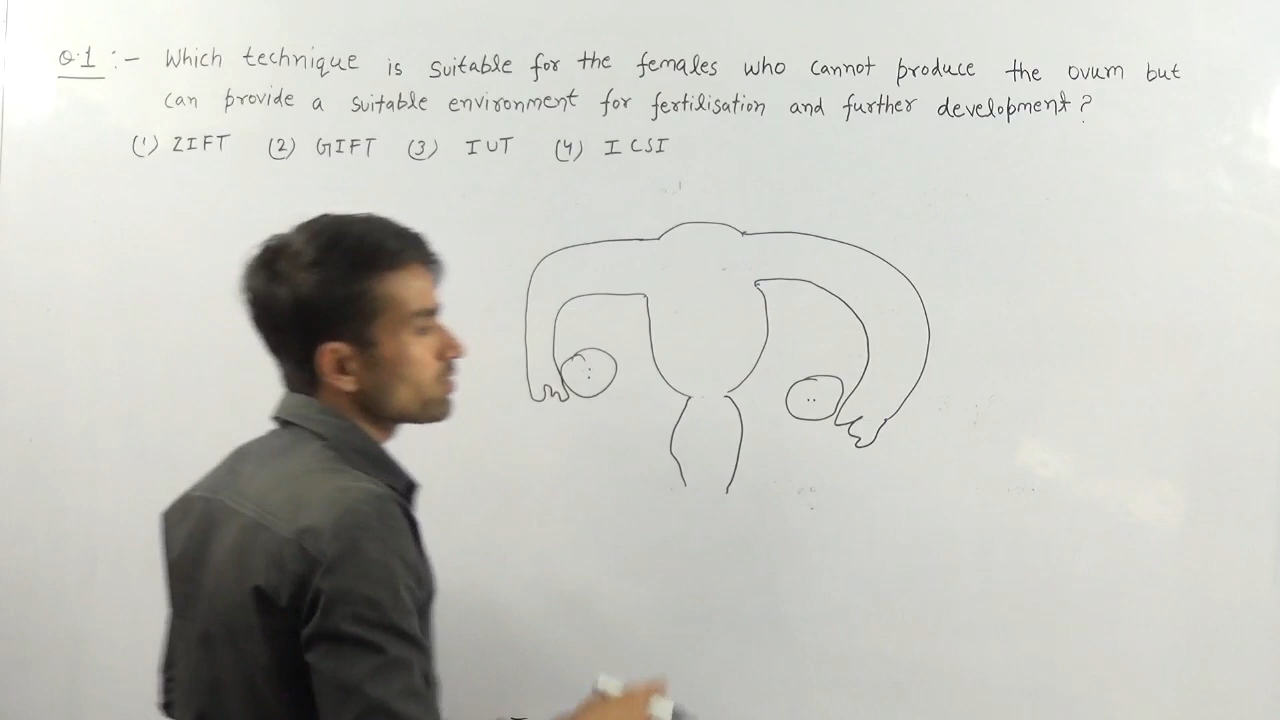 Q.1 :- Which technique is suitable for the females who cannot produce the ovum but
can provide a suitable environment for fertilisation and further development?
(1) ZIFT (2) GIFT (3) IUT (4) ICSI